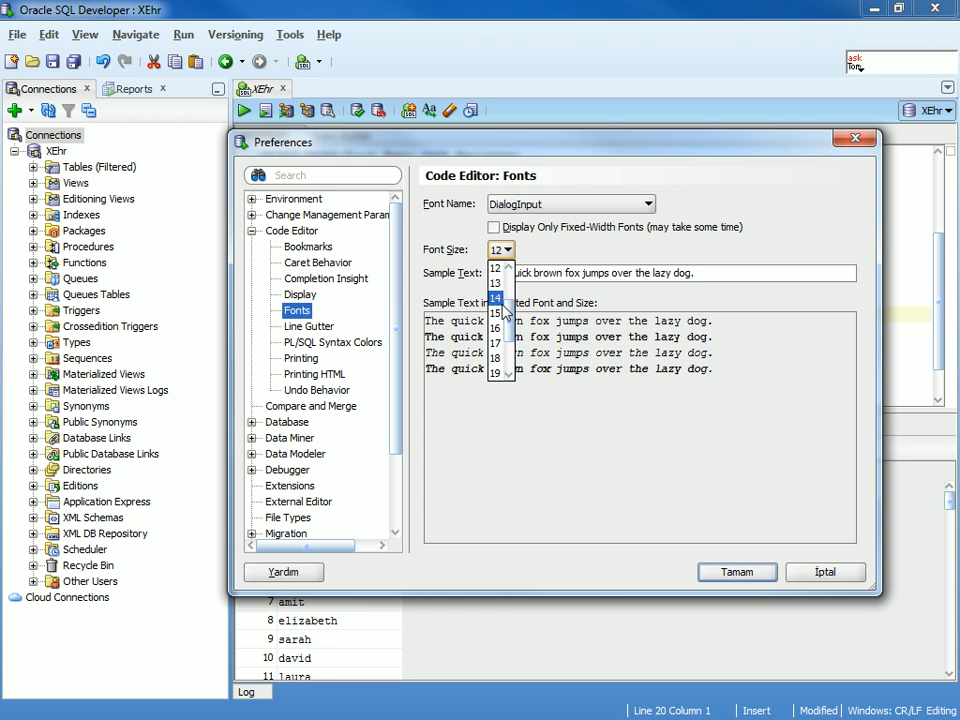 Oracle SQL Developer : XEhr
File Edit View Navigate Run Versioning Tools Help
ask
Tom
Connections Reports XEhr
XEhr
Connections
XEhr
Tables (Filtered)
Views
Editioning Views
Indexes
Packages
Procedures
Functions
Queues
Queues Tables
Triggers
Crossedition Triggers
Types
Sequences
Materialized Views
Materialized Views Logs
Synonyms
Public Synonyms
Database Links
Public Database Links
Directories
Editions
Application Express
XML Schemas
XML DB Repository
Scheduler
Recycle Bin
Other Users
Cloud Connections
Preferences
Search
Environment
Change Management Param
Code Editor
Bookmarks
Caret Behavior
Completion Insight
Display
Fonts
Line Gutter
PL/SQL Syntax Colors
Printing
Printing HTML
Undo Behavior
Compare and Merge
Database
Data Miner
Data Modeler
Debugger
Extensions
External Editor
File Types
Migration
Code Editor: Fonts
Font Name: DialogInput
Display Only Fixed-Width Fonts (may take some time)
Font Size: 12
12
13
14
15
16
17
18
19
Sample Text: uick brown fox jumps over the lazy dog.
Sample Text in ted Font and Size:
The quick n fox jumps over the lazy dog.
The quick n fox jumps over the lazy dog.
The quick n fox jumps over the lazy dog.
The quick n fox jumps over the lazy dog.
Yardım Tamam İptal
7 amit
8 elizabeth
9 sarah
10 david
11 laura
Log
Line 20 Column 1 Insert Modified Windows: CR/LF Editing